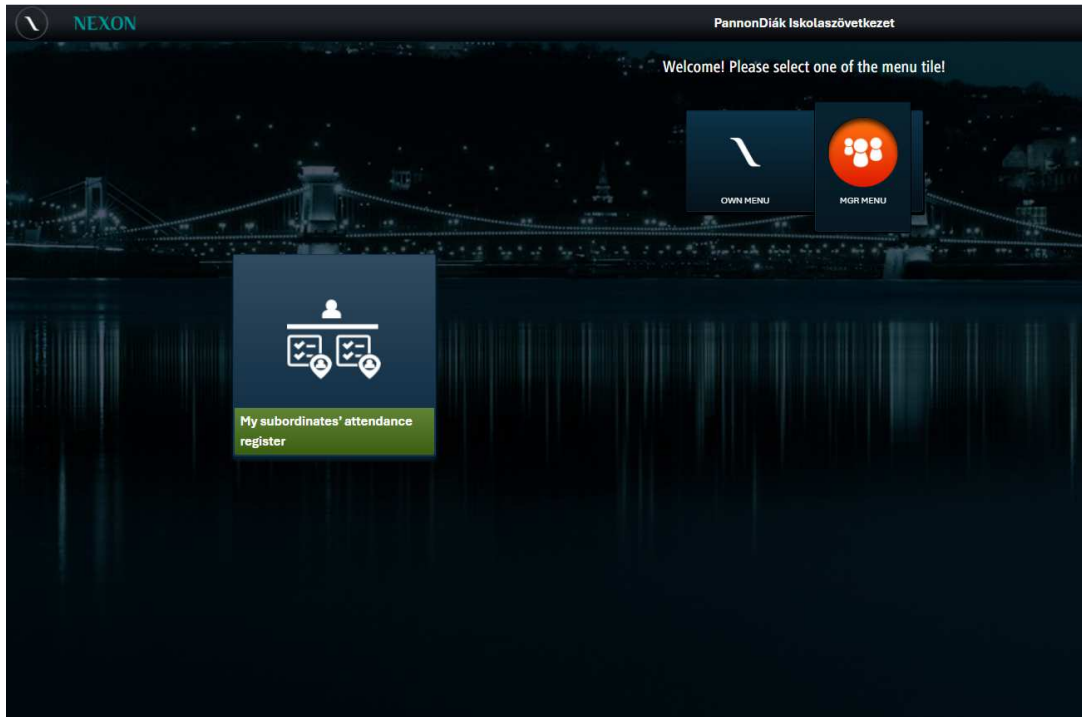 NEXON
PannonDiák Iskolaszövetkezet
Welcome! Please select one of the menu tile!
OWN MENU
MGR MENU
My subordinates' attendance
register